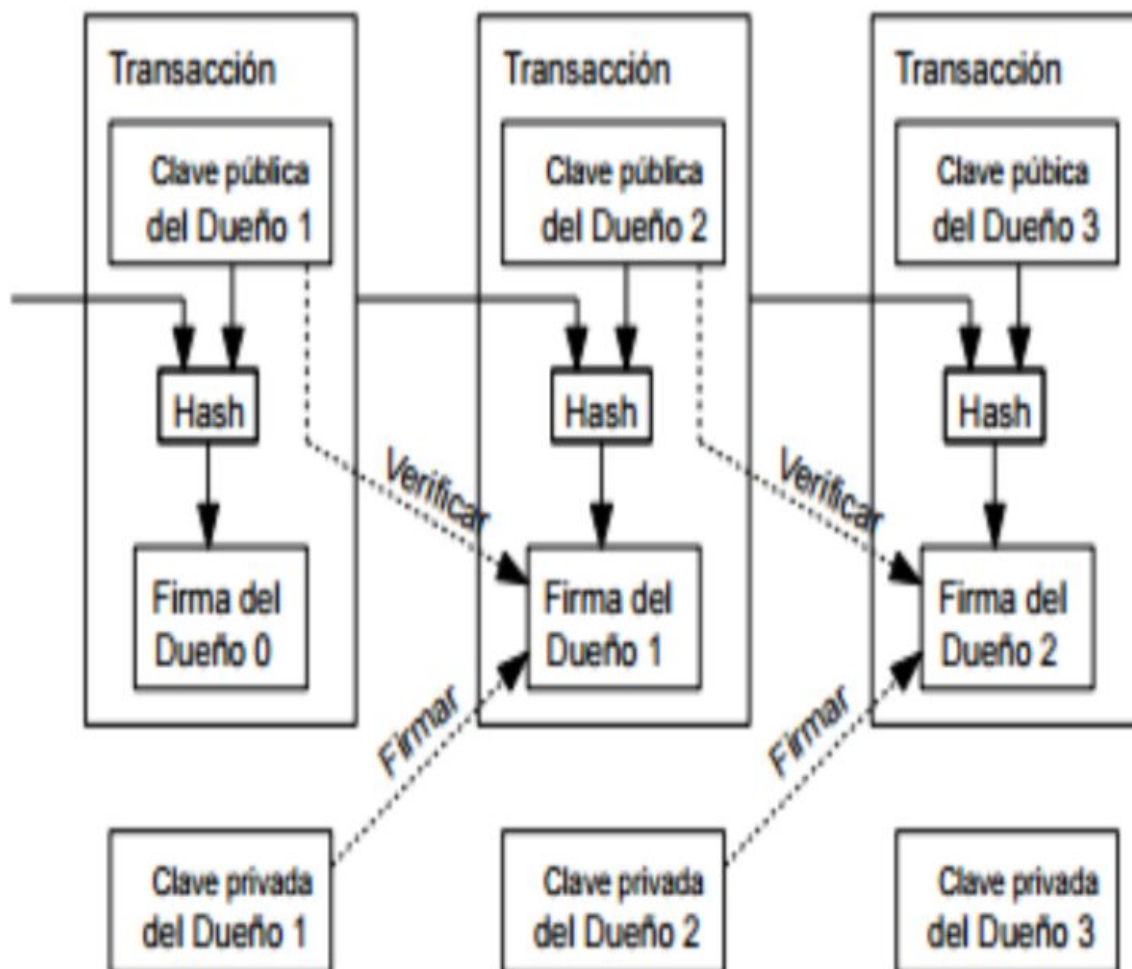 Transacción
Clave pública
del Dueño 1
Hash
Firma del
Dueño 0
Transacción
Clave pública
del Dueño 2
Hash
Firma del
Dueño 1
Transacción
Clave púbica
del Dueño 3
Hash
Firma del
Dueño 2
Verificar
Verificar
Firmar
Firmar
Clave privada
del Dueño 1
Clave privada
del Dueño 2
Clave privada
del Dueño 3